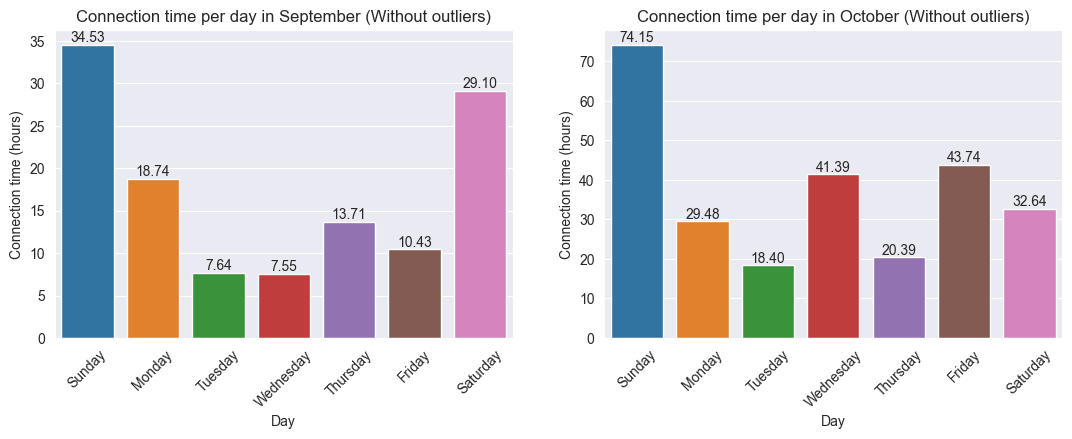 Connection time per day in September (Without outliers)
35
30
25
20
15
10
5
0
Connection time (hours)
34.53
18.74
7.64
7.55
13.71
10.43
29.10
Sunday
Monday
Tuesday
Wednesday
Thursday
Friday
Saturday
Day
Connection time per day in October (Without outliers)
70
60
50
40
30
20
10
0
Connection time (hours)
74.15
29.48
18.40
41.39
20.39
43.74
32.64
Sunday
Monday
Tuesday
Wednesday
Thursday
Friday
Saturday
Day